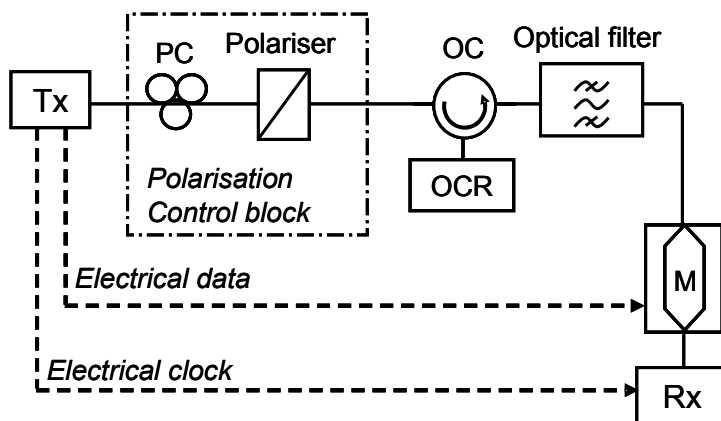 PC
Polariser
OC
Optical filter
Tx
Polarisation
Control block
OCR
Electrical data
M
Electrical clock
Rx